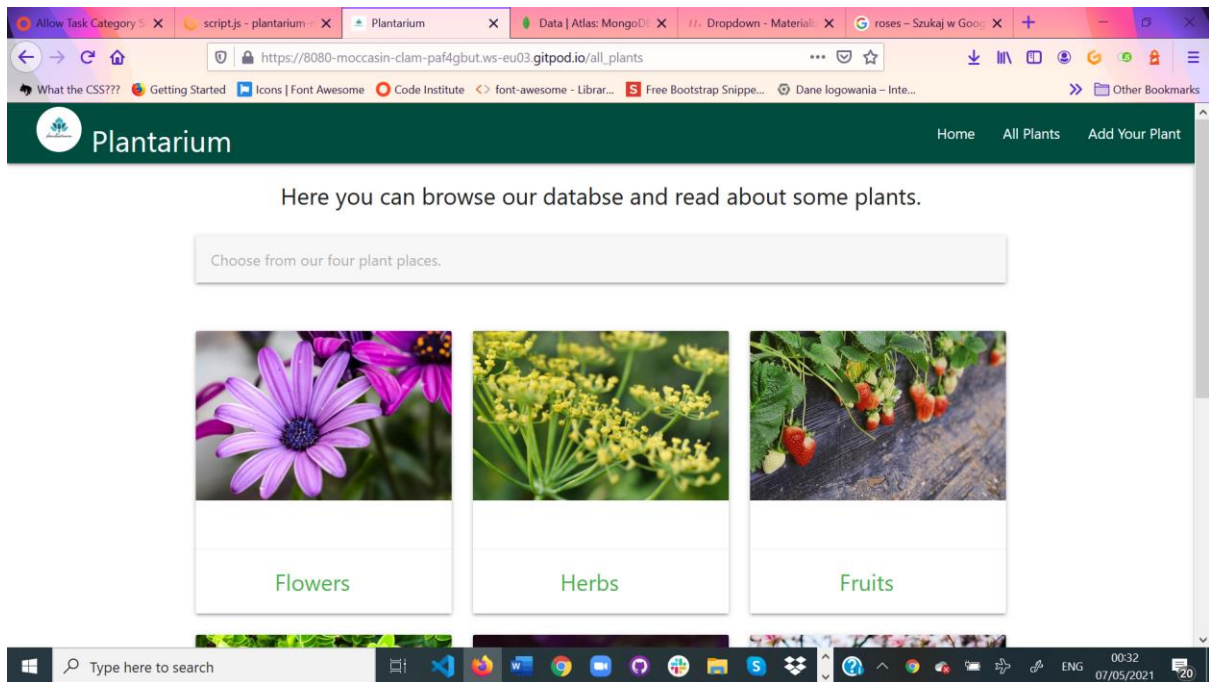 Allow Task Category S
script.js - plantarium-
Plantarium
Data | Atlas: MongoDB
Dropdown - Materiali
roses – Szukaj w Goog
https://8080-moccasin-clam-paf4gbut.ws-eu03.gitpod.io/all_plants
What the CSS???
Getting Started
Icons | Font Awesome
Code Institute
font-awesome - Librar...
Free Bootstrap Snippe...
Dane logowania – Inte...
Other Bookmarks
Plantarium
Home
All Plants
Add Your Plant
Here you can browse our databse and read about some plants.
Choose from our four plant places.
Flowers
Herbs
Fruits
Type here to search
ENG
00:32
07/05/2021
20